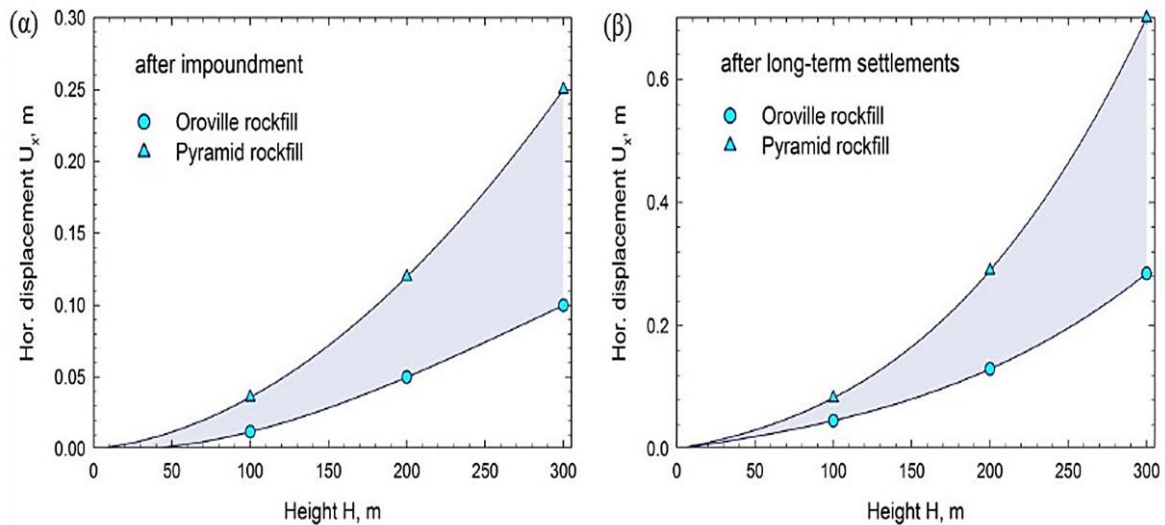 (α)
Hor. displacement Uₓ, m
0.30
0.25
0.20
0.15
0.10
0.05
0.00
after impoundment
Oroville rockfill
Pyramid rockfill
0 50 100 150 200 250 300
Height H, m
(β)
Hor. displacement Uₓ, m
0.6
0.4
0.2
0.0
after long-term settlements
Oroville rockfill
Pyramid rockfill
0 50 100 150 200 250 300
Height H, m